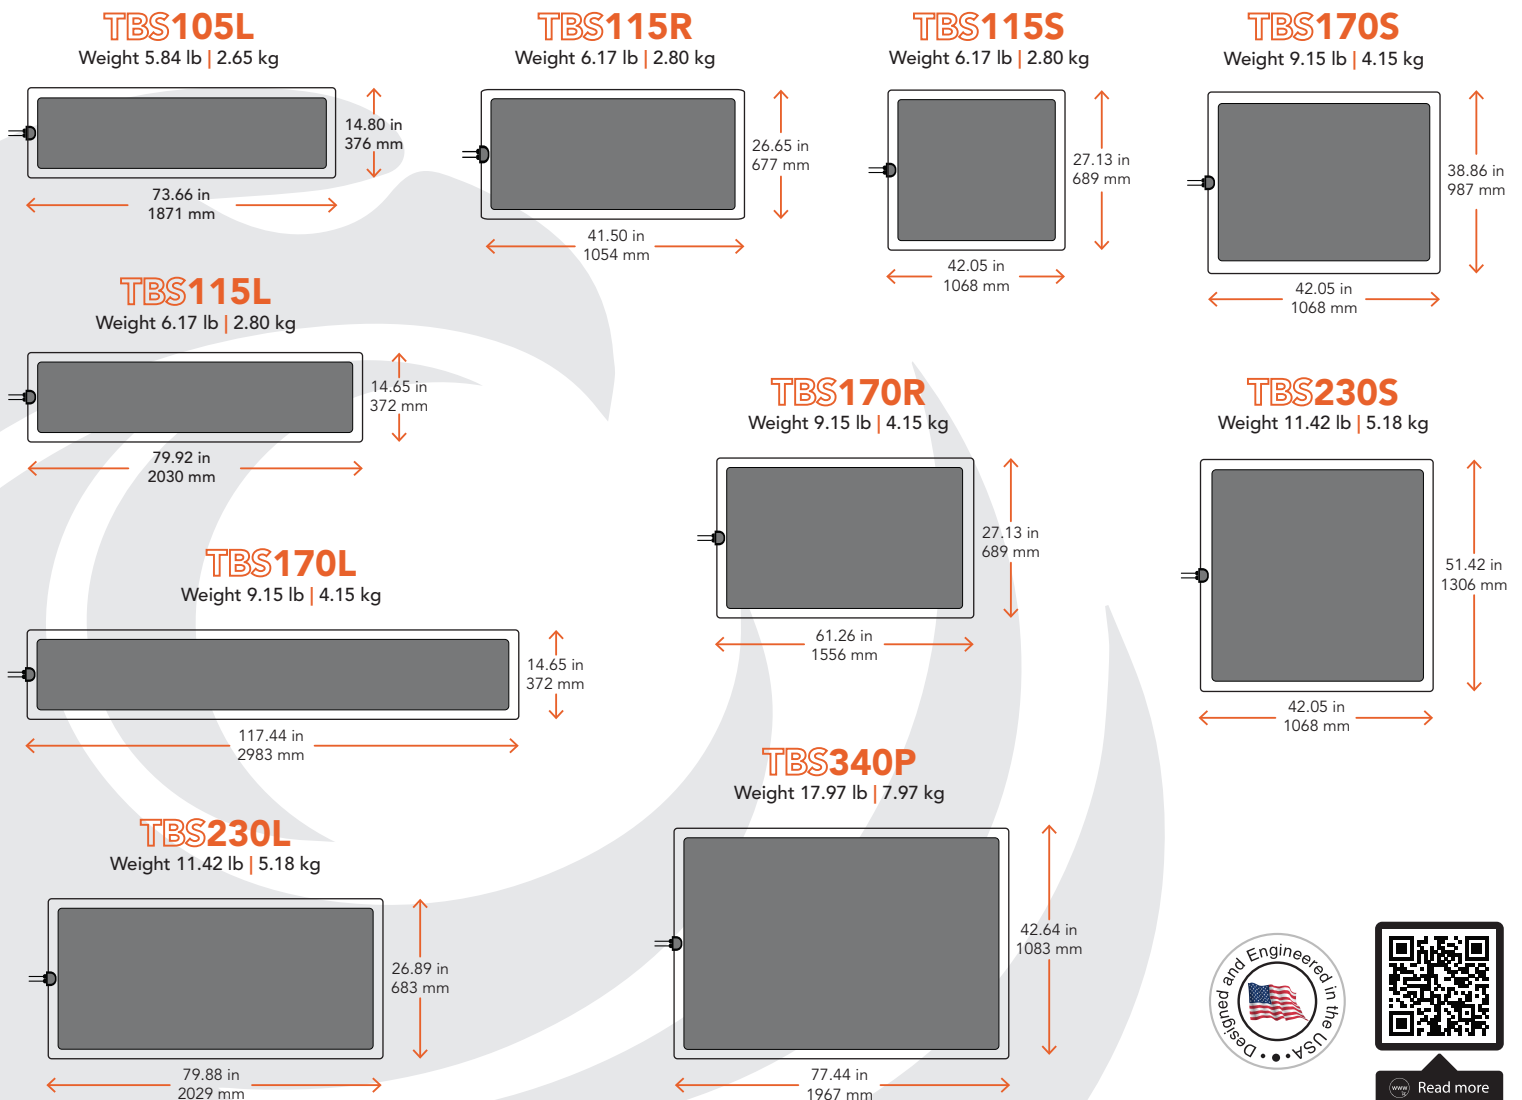 TBS105L
Weight 5.84 lb | 2.65 kg
14.80 in
376 mm
73.66 in
1871 mm
TBS115R
Weight 6.17 lb | 2.80 kg
26.65 in
677 mm
41.50 in
1054 mm
TBS115S
Weight 6.17 lb | 2.80 kg
27.13 in
689 mm
42.05 in
1068 mm
TBS170S
Weight 9.15 lb | 4.15 kg
38.86 in
987 mm
42.05 in
1068 mm
TBS115L
Weight 6.17 lb | 2.80 kg
14.65 in
372 mm
79.92 in
2030 mm
TBS170R
Weight 9.15 lb | 4.15 kg
27.13 in
689 mm
61.26 in
1556 mm
TBS230S
Weight 11.42 lb | 5.18 kg
51.42 in
1306 mm
42.05 in
1068 mm
TBS170L
Weight 9.15 lb | 4.15 kg
14.65 in
372 mm
117.44 in
2983 mm
TBS340P
Weight 17.97 lb | 7.97 kg
42.64 in
1083 mm
77.44 in
1967 mm
TBS230L
Weight 11.42 lb | 5.18 kg
26.89 in
683 mm
79.88 in
2029 mm
Designed and Engineered in the USA
www
Read more